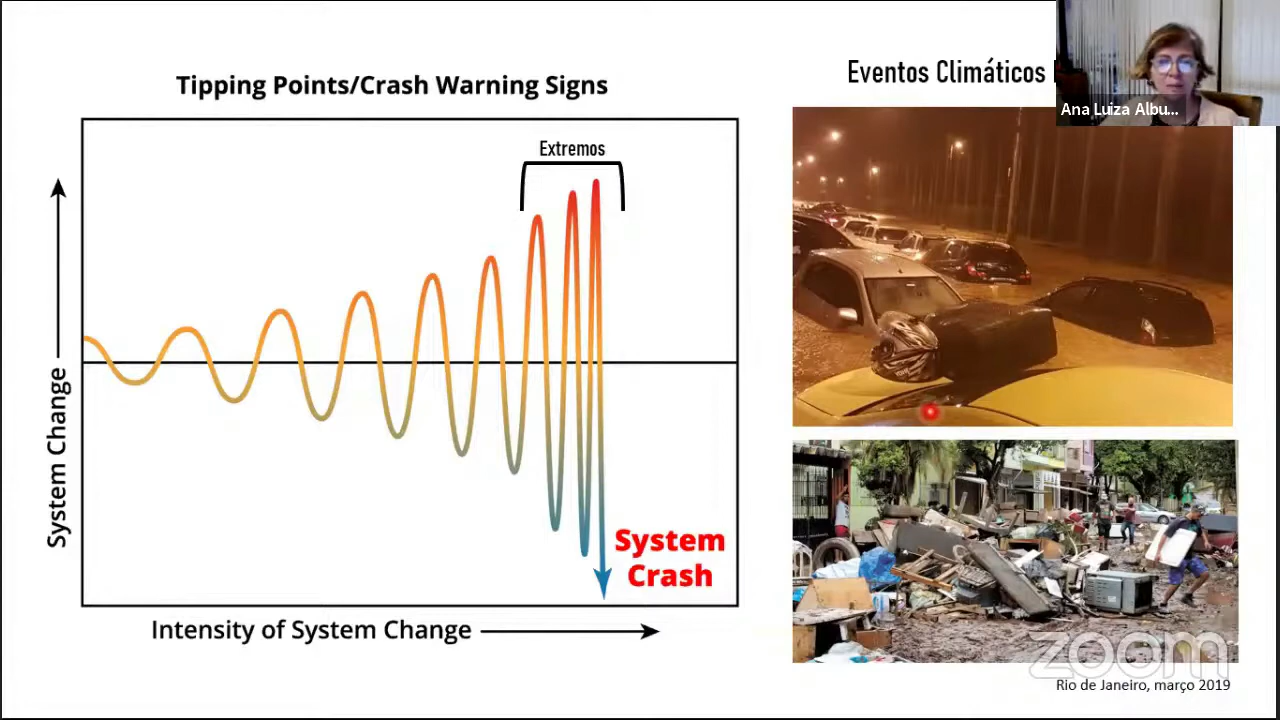 Tipping Points/Crash Warning Signs
Extremos
System Change
System
Crash
Intensity of System Change
Eventos Climáticos
Ana Luiza Albu...
zoom
Rio de Janeiro, março 2019